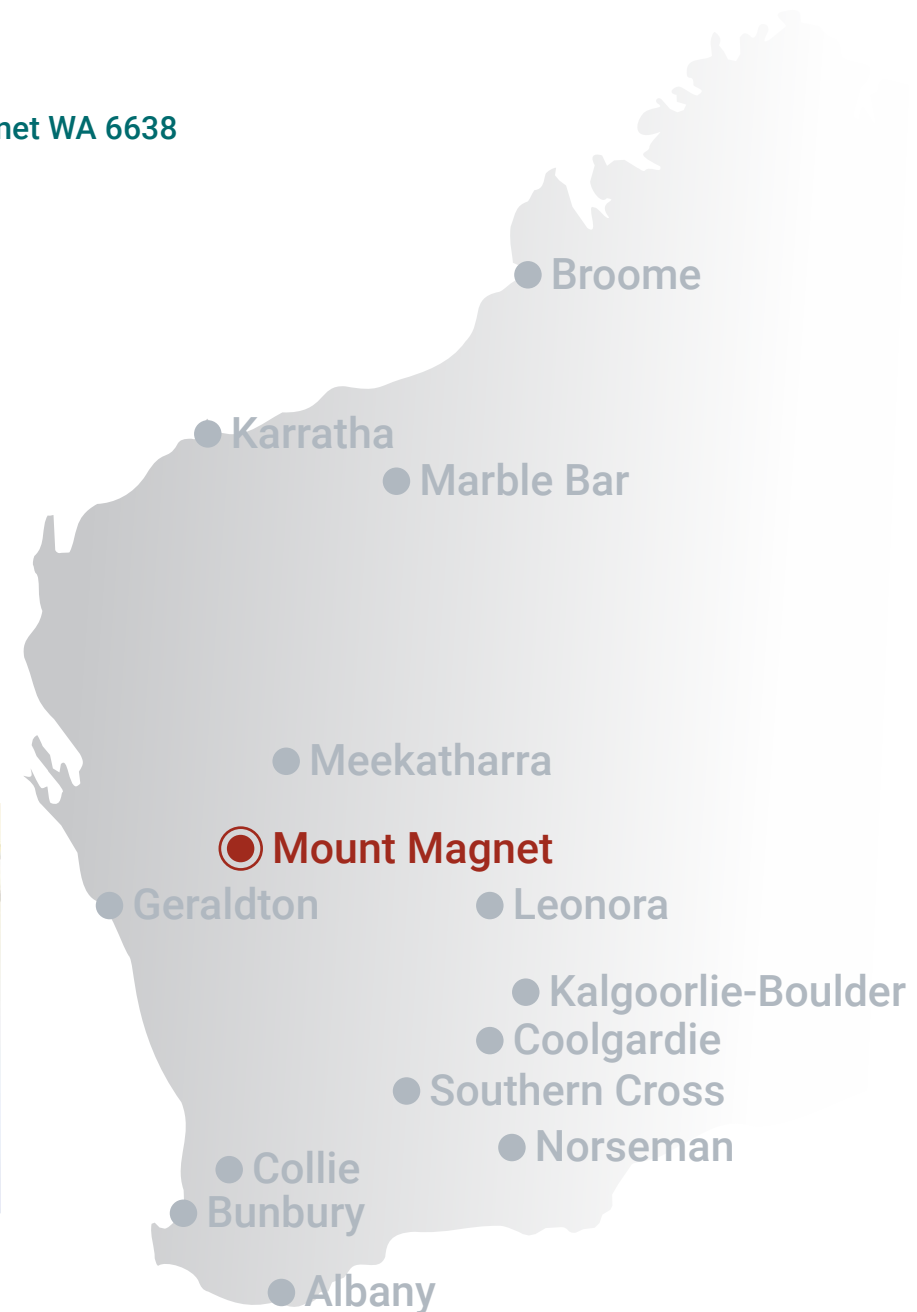 WA 6638
Broome
Karratha
Marble Bar
Meekatharra
Mount Magnet
Geraldton
Leonora
Kalgoorlie-Boulder
Coolgardie
Southern Cross
Norseman
Collie
Bunbury
Albany